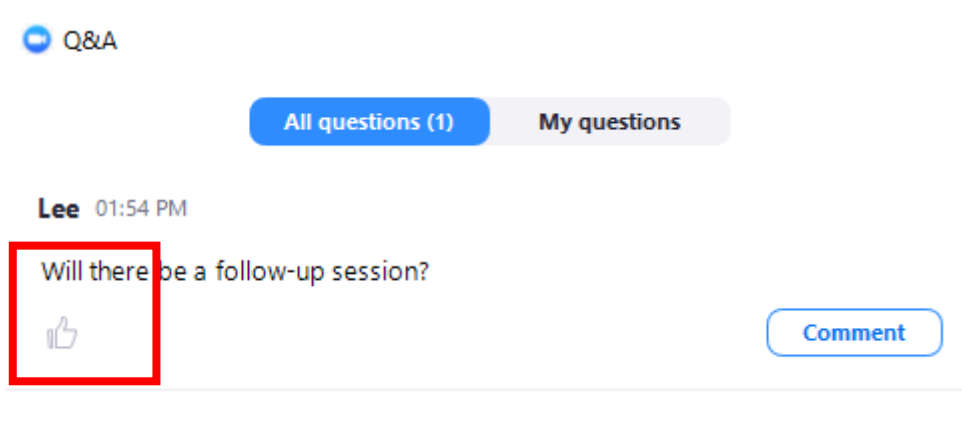 Q&A
All questions (1) My questions
Lee 01:54 PM
Will there be a follow-up session?
Comment